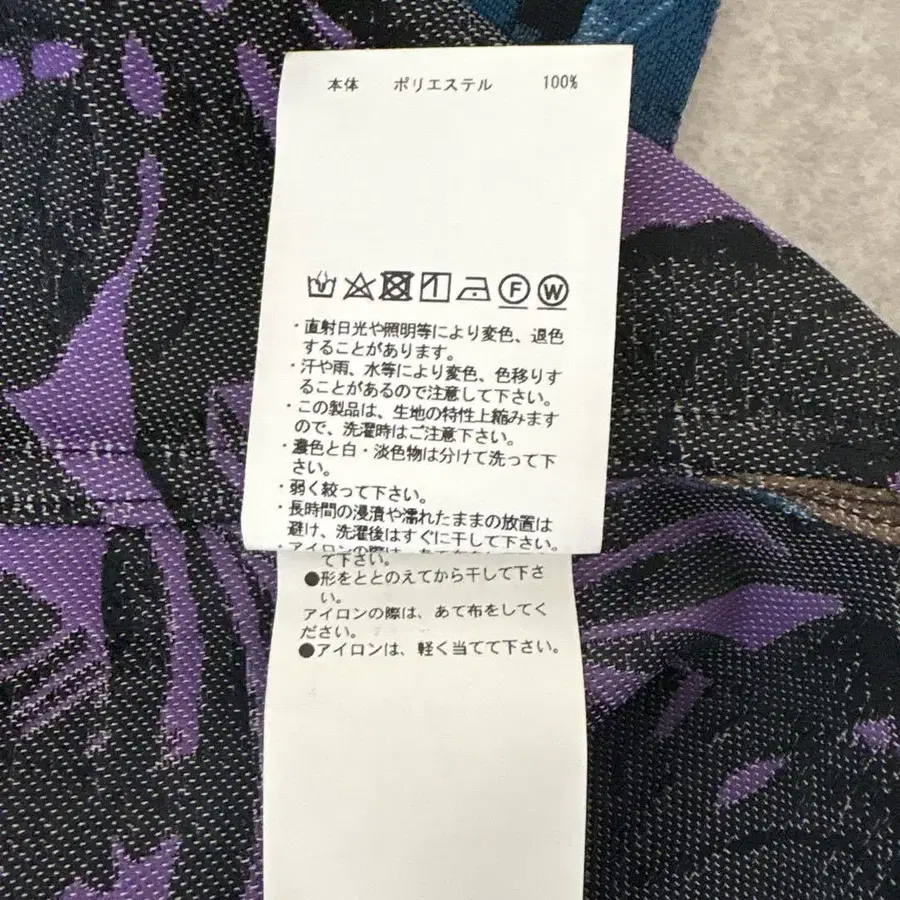 本体 ポリエステル 100%
F W
・直射日光や照明等により変色、退色
することがあります。
・汗や雨、水等により変色、色移りす
ることがあるので注意して下さい。
・この製品は、生地の特性上縮みます
ので、洗濯時はご注意下さい。
・濃色と白・淡色物は分けて洗って下
さい。
・弱く絞って下さい。
・長時間の浸漬や濡れたままの放置は
避け、洗濯後はすぐに干して下さい。
て下さい。
●形をととのえてから干して下さ
い。
アイロンの際は、あて布をしてく
ださい。
●アイロンは、軽く当てて下さい。